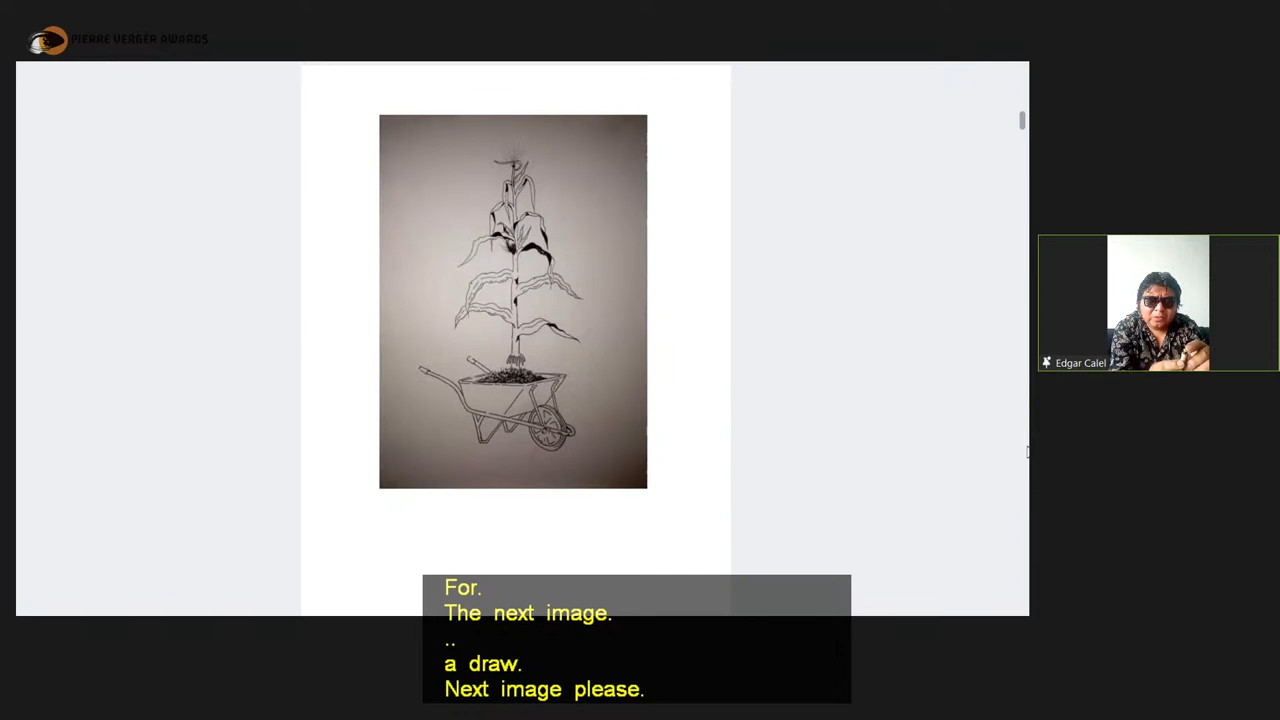 PIERRE VERGER AWARDS
Edgar Calel
For.
The next image.
..
a draw.
Next image please.